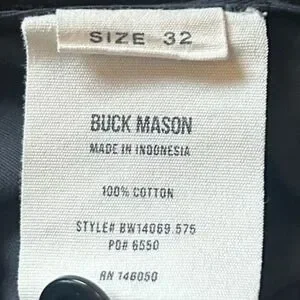 SIZE 32
BUCK MASON
MADE IN INDONESIA
100% COTTON
STYLE# BW14069.575
PO# 6550
RN 146050